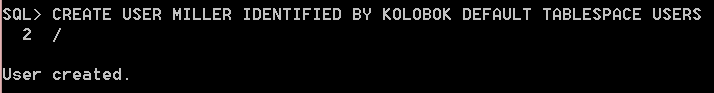 SQL> CREATE USER MILLER IDENTIFIED BY KOLOBOK DEFAULT TABLESPACE USERS
2 /
User created.